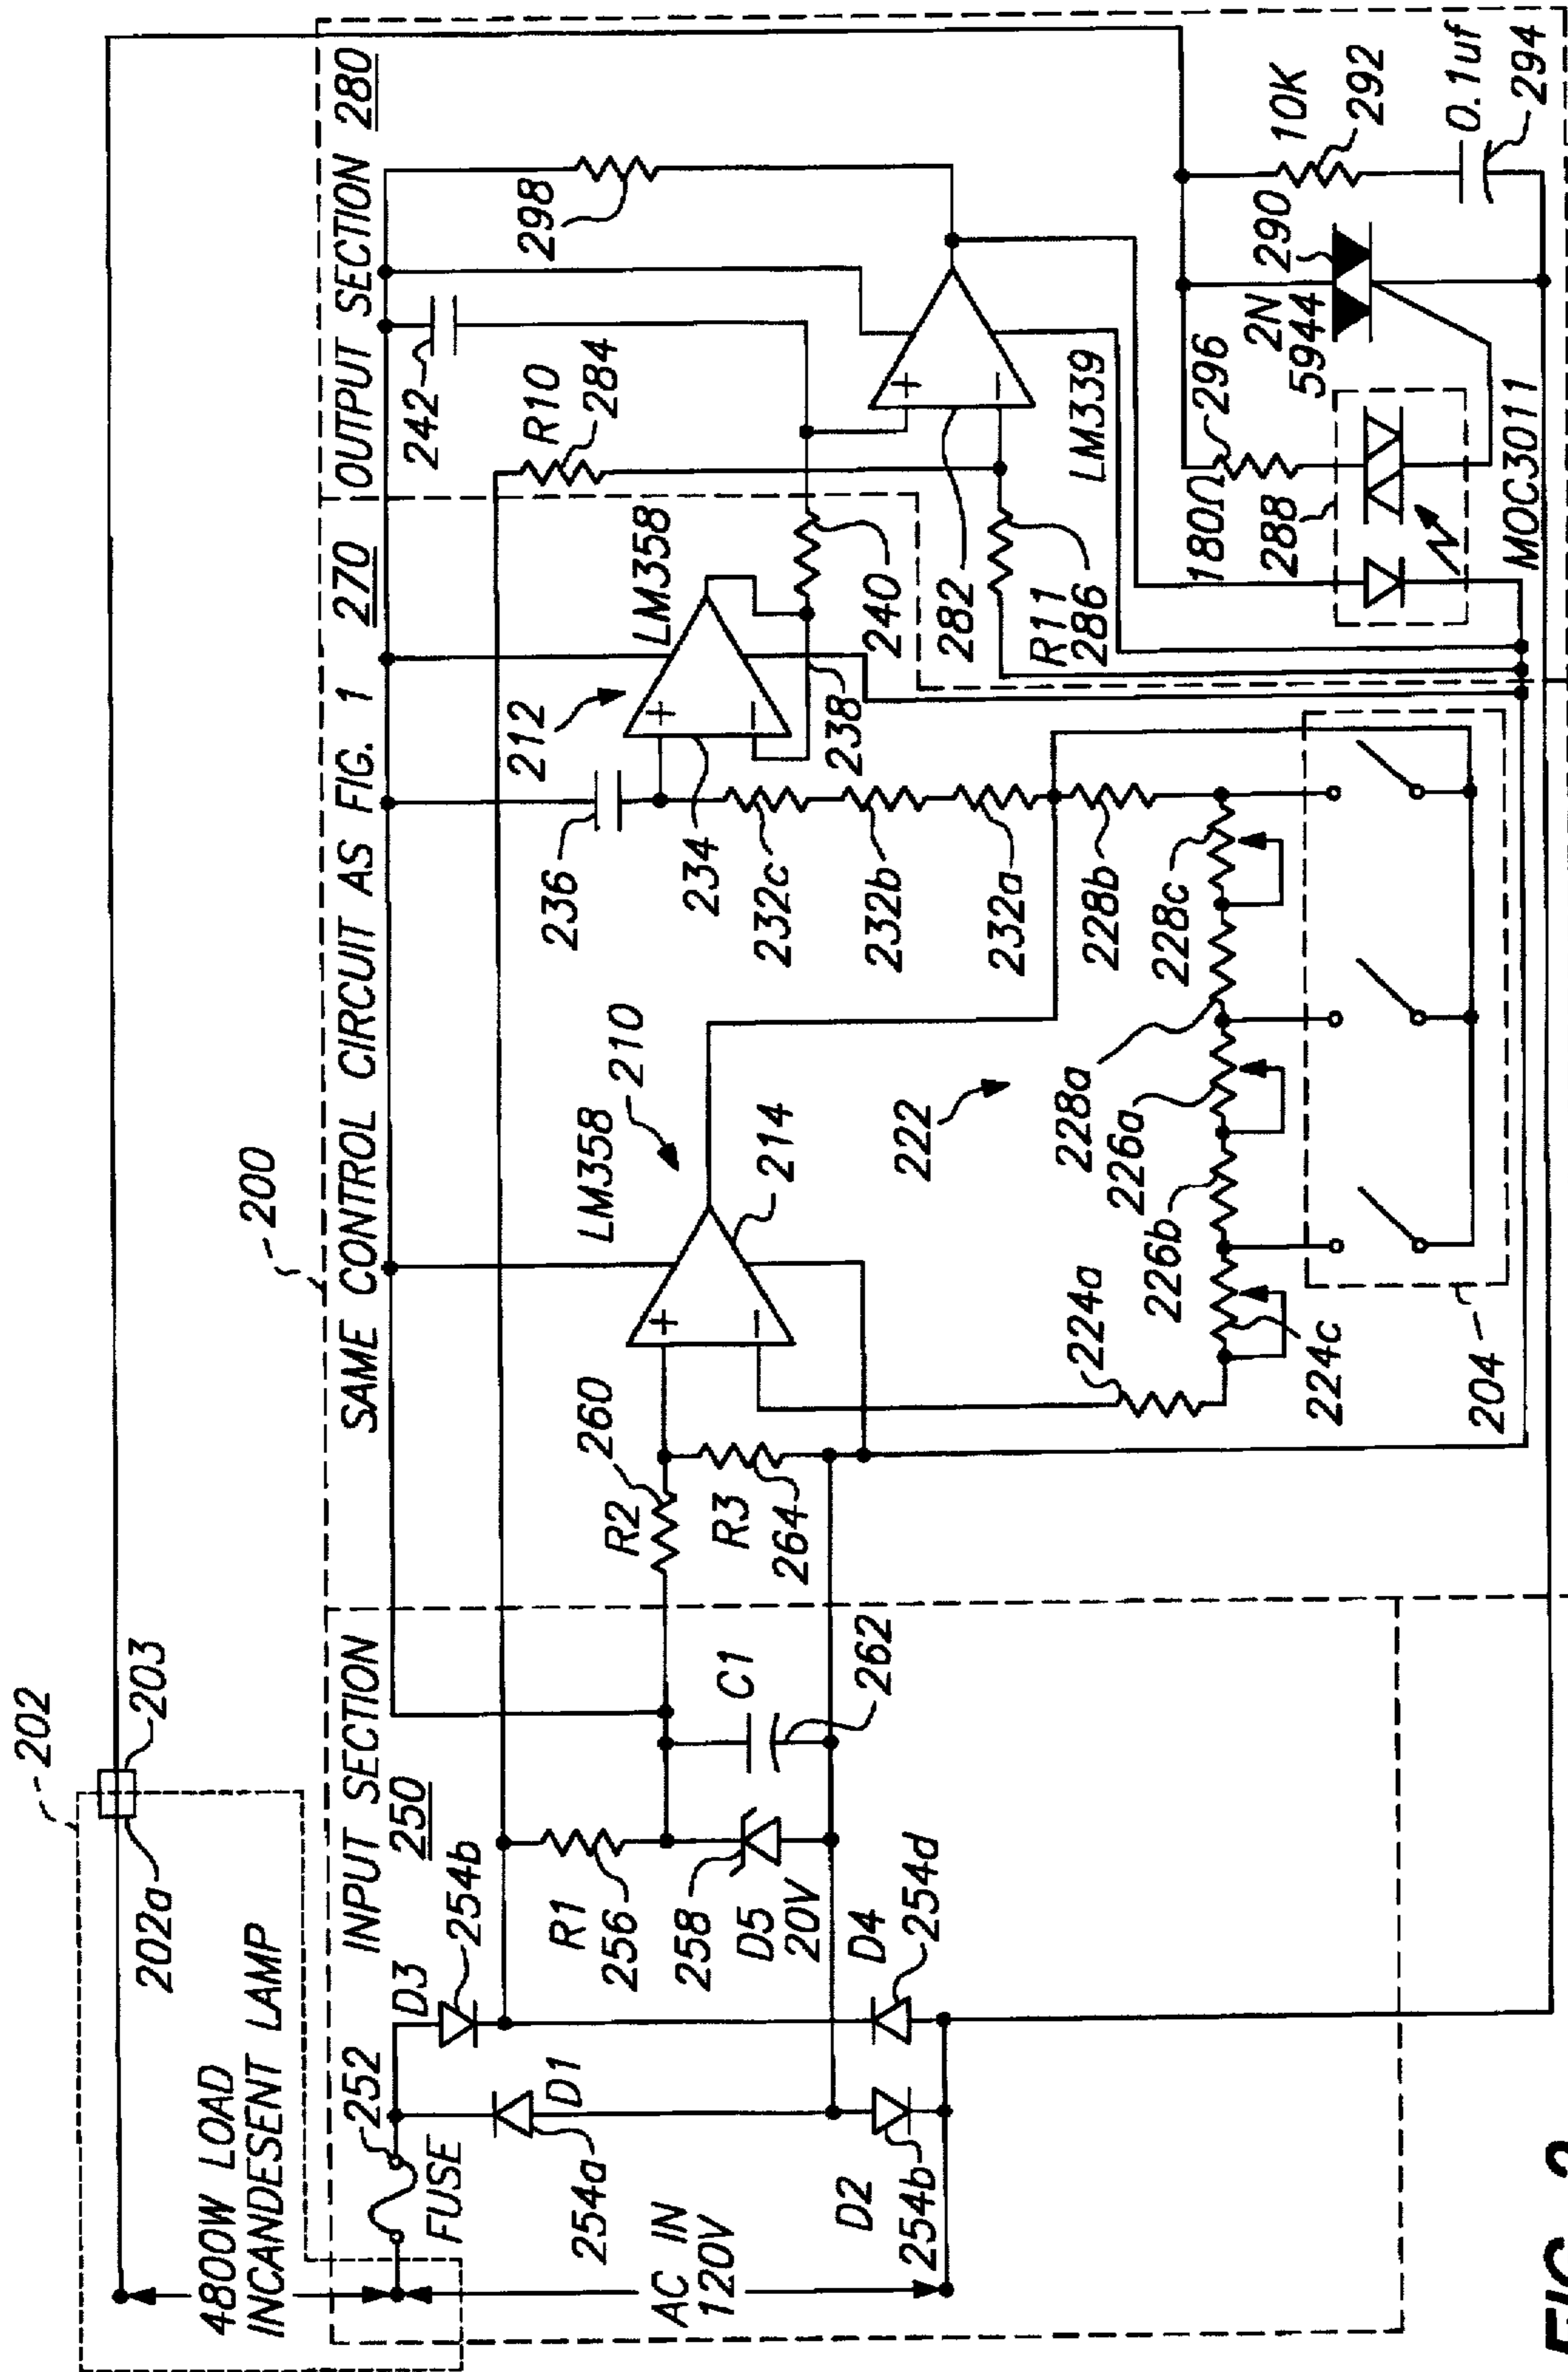 200
SAME CONTROL CIRCUIT AS FIG. 1 270
OUTPUT SECTION 280
202
203
202a
4800W LOAD
INCANDESENT LAMP
INPUT SECTION
250
252
FUSE
D3
254b
D1
254a
AC IN
120V
D2
254b
D4
254d
R1
256
258
D5
20V
C1
262
R2
260
R3
264
LM358
210
+
−
214
222
224a
224c
226b
226a
228a
228c
228b
204
232a
232b
232c
236
234
212
LM358
+
−
238
240
242
R10
284
298
+
−
282
LM339
R11
286
180Ω
296
288
MOC3011
2N
5944
290
10K
292
0.1uf
294